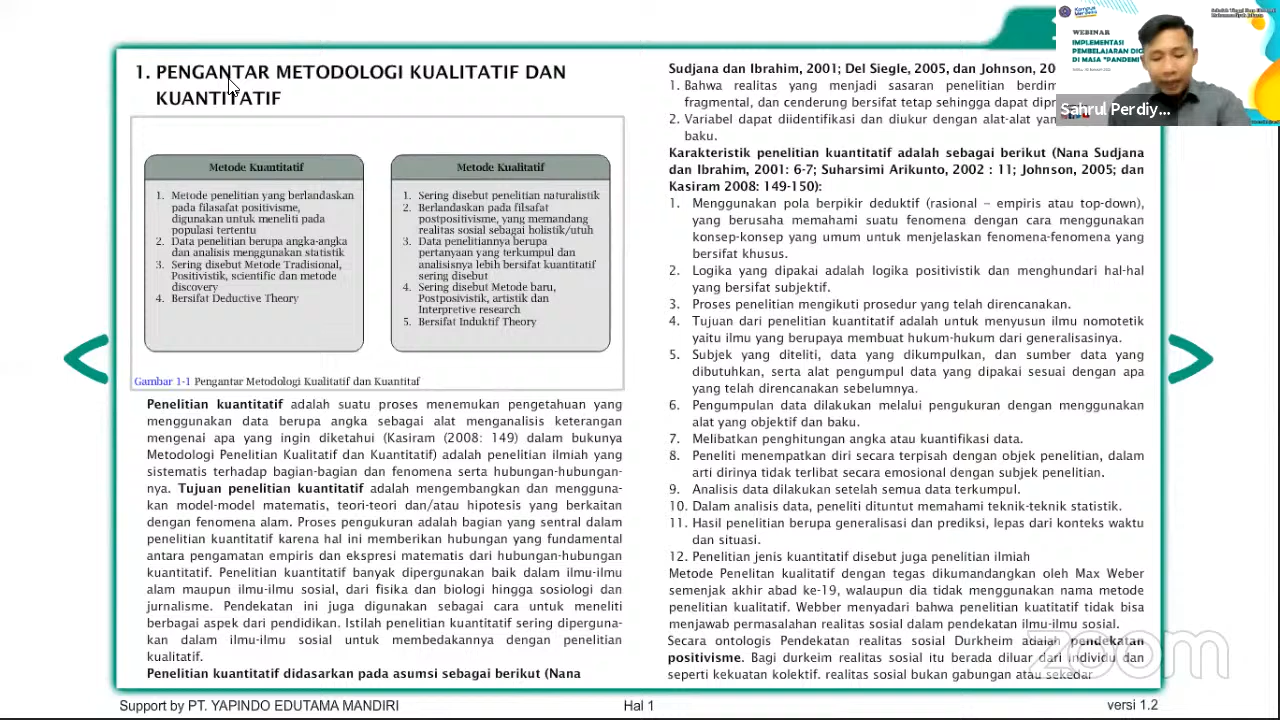 1. PENGANTAR METODOLOGI KUALITATIF DAN
KUANTITATIF
Metode Kuantitatif
1. Metode penelitian yang berlandaskan
pada filasafat positivisme,
digunakan untuk meneliti pada
populasi tertentu
2. Data penelitian berupa angka-angka
dan analisis menggunakan statistik
3. Sering disebut Metode Tradisional,
Positivistik, scientific dan metode
discovery
4. Bersifat Deductive Theory
Metode Kualitatif
1. Sering disebut penelitian naturalistik
2. Berlandaskan pada filsafat
postpositivisme, yang memandang
realitas sosial sebagai holistik/utuh
3. Data penelitiannya berupa
pertanyaan yang terkumpul dan
analisisnya lebih bersifat kuantitatif
sering disebut
4. Sering disebut Metode baru,
Postposivistik, artistik dan
Interpretive research
5. Bersifat Induktif Theory
Gambar 1-1 Pengantar Metodologi Kualitatif dan Kuantitaf
Penelitian kuantitatif adalah suatu proses menemukan pengetahuan yang
menggunakan data berupa angka sebagai alat menganalisis keterangan
mengenai apa yang ingin diketahui (Kasiram (2008: 149) dalam bukunya
Metodologi Penelitian Kualitatif dan Kuantitatif) adalah penelitian ilmiah yang
sistematis terhadap bagian-bagian dan fenomena serta hubungan-hubungan-
nya. Tujuan penelitian kuantitatif adalah mengembangkan dan mengguna-
kan model-model matematis, teori-teori dan/atau hipotesis yang berkaitan
dengan fenomena alam. Proses pengukuran adalah bagian yang sentral dalam
penelitian kuantitatif karena hal ini memberikan hubungan yang fundamental
antara pengamatan empiris dan ekspresi matematis dari hubungan-hubungan
kuantitatif. Penelitian kuantitatif banyak dipergunakan baik dalam ilmu-ilmu
alam maupun ilmu-ilmu sosial, dari fisika dan biologi hingga sosiologi dan
jurnalisme. Pendekatan ini juga digunakan sebagai cara untuk meneliti
berbagai aspek dari pendidikan. Istilah penelitian kuantitatif sering diperguna-
kan dalam ilmu-ilmu sosial untuk membedakannya dengan penelitian
kualitatif.
Penelitian kuantitatif didasarkan pada asumsi sebagai berikut (Nana
Sudjana dan Ibrahim, 2001; Del Siegle, 2005, dan Johnson, 20
1. Bahwa realitas yang menjadi sasaran penelitian berdim
fragmental, dan cenderung bersifat tetap sehingga dapat dipr
2. Variabel dapat diidentifikasi dan diukur dengan alat-alat yan
baku.
Karakteristik penelitian kuantitatif adalah sebagai berikut (Nana Sudjana
dan Ibrahim, 2001: 6-7; Suharsimi Arikunto, 2002 : 11; Johnson, 2005; dan
Kasiram 2008: 149-150):
1. Menggunakan pola berpikir deduktif (rasional – empiris atau top-down),
yang berusaha memahami suatu fenomena dengan cara menggunakan
konsep-konsep yang umum untuk menjelaskan fenomena-fenomena yang
bersifat khusus.
2. Logika yang dipakai adalah logika positivistik dan menghundari hal-hal
yang bersifat subjektif.
3. Proses penelitian mengikuti prosedur yang telah direncanakan.
4. Tujuan dari penelitian kuantitatif adalah untuk menyusun ilmu nomotetik
yaitu ilmu yang berupaya membuat hukum-hukum dari generalisasinya.
5. Subjek yang diteliti, data yang dikumpulkan, dan sumber data yang
dibutuhkan, serta alat pengumpul data yang dipakai sesuai dengan apa
yang telah direncanakan sebelumnya.
6. Pengumpulan data dilakukan melalui pengukuran dengan menggunakan
alat yang objektif dan baku.
7. Melibatkan penghitungan angka atau kuantifikasi data.
8. Peneliti menempatkan diri secara terpisah dengan objek penelitian, dalam
arti dirinya tidak terlibat secara emosional dengan subjek penelitian.
9. Analisis data dilakukan setelah semua data terkumpul.
10. Dalam analisis data, peneliti dituntut memahami teknik-teknik statistik.
11. Hasil penelitian berupa generalisasi dan prediksi, lepas dari konteks waktu
dan situasi.
12. Penelitian jenis kuantitatif disebut juga penelitian ilmiah
Metode Penelitan kualitatif dengan tegas dikumandangkan oleh Max Weber
semenjak akhir abad ke-19, walaupun dia tidak menggunakan nama metode
penelitian kualitatif. Webber menyadari bahwa penelitian kuatitatif tidak bisa
menjawab permasalahan realitas sosial dalam pendekatan ilmu-ilmu sosial.
Secara ontologis Pendekatan realitas sosial Durkheim adalah pendekatan
positivisme. Bagi durkeim realitas sosial itu berada diluar dari individu dan
seperti kekuatan kolektif. realitas sosial bukan gabungan atau sekedar
Support by PT. YAPINDO EDUTAMA MANDIRI
Hal 1
versi 1.2
Kampus
Merdeka
WEBINAR
IMPLEMENTASI
PEMBELAJARAN DIG
DI MASA "PANDEMI
Sahrul Perdiy...
zoom